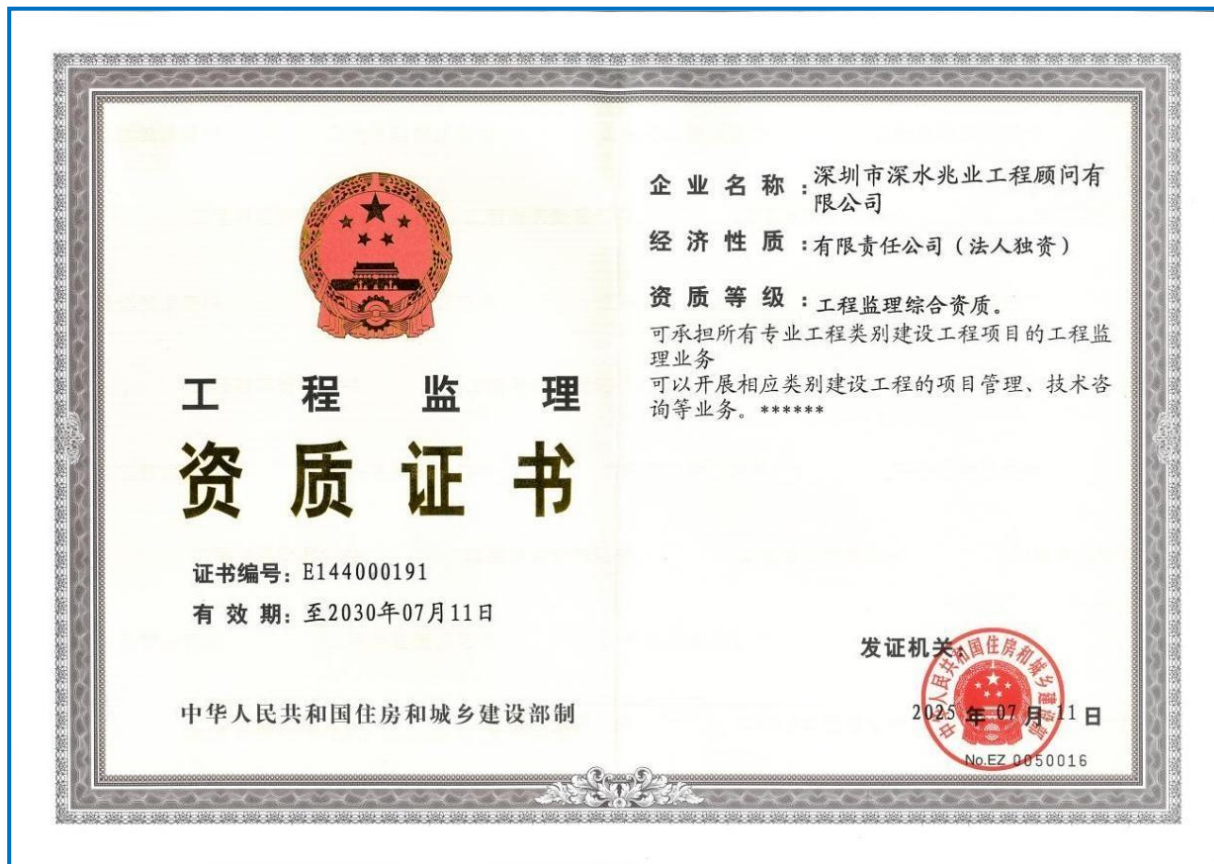 工程监理
资质证书
证书编号：E144000191
有效期：至2030年07月11日
中华人民共和国住房和城乡建设部制
企业名称：深圳市深水兆业工程顾问有
限公司
经济性质：有限责任公司（法人独资）
资质等级：工程监理综合资质。
可承担所有专业工程类别建设工程项目的工程监
理业务
可以开展相应类别建设工程的项目管理、技术咨
询等业务。******
发证机关：
中华人民共和国住房和城乡建设部
2025年07月11日
No.EZ 0050016